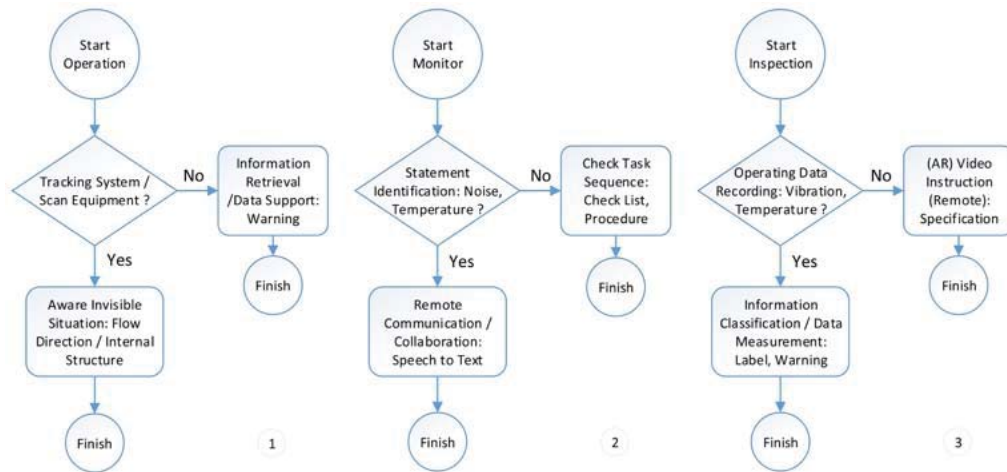 Start
Operation
Tracking System /
Scan Equipment ?
No
Information
Retrieval
/Data Support:
Warning
Finish
Yes
Aware Invisible
Situation: Flow
Direction / Internal
Structure
Finish
1
Start
Monitor
Statement
Identification: Noise,
Temperature ?
No
Check Task
Sequence:
Check List,
Procedure
Finish
Yes
Remote
Communication /
Collaboration:
Speech to Text
Finish
2
Start
Inspection
Operating Data
Recording: Vibration,
Temperature ?
No
(AR) Video
Instruction
(Remote):
Specification
Finish
Yes
Information
Classification / Data
Measurement:
Label, Warning
Finish
3